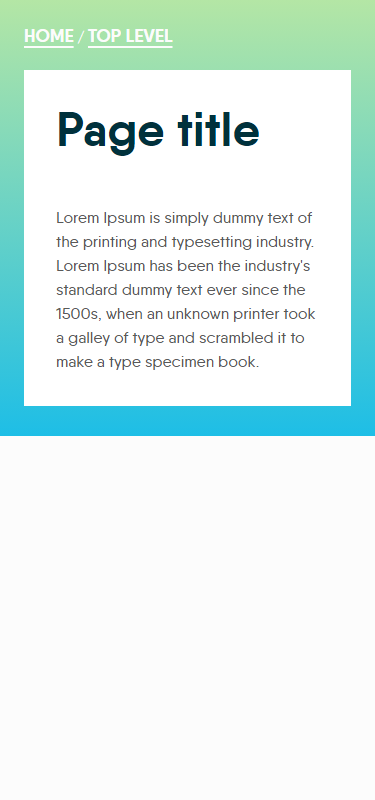 HOME / TOP LEVEL
Page title
Lorem Ipsum is simply dummy text of
the printing and typesetting industry.
Lorem Ipsum has been the industry's
standard dummy text ever since the
1500s, when an unknown printer took
a galley of type and scrambled it to
make a type specimen book.